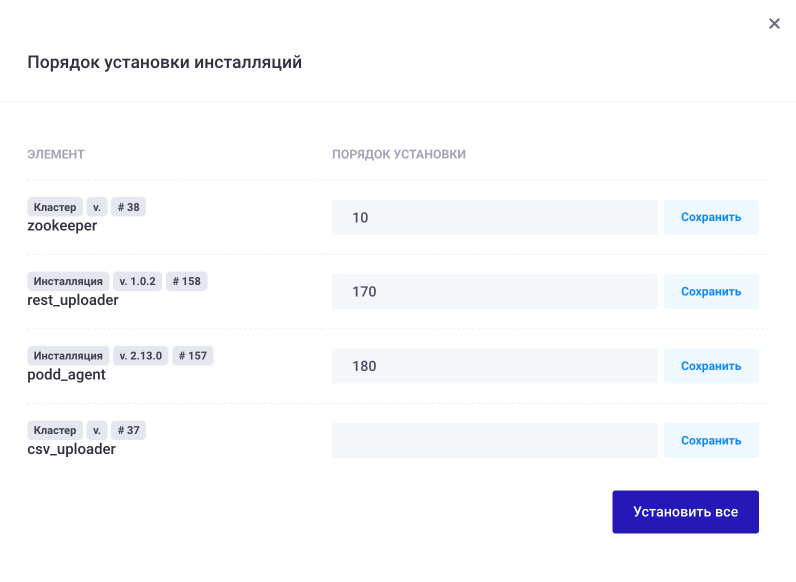 Порядок установки инсталляций
ЭЛЕМЕНТ ПОРЯДОК УСТАНОВКИ
Кластер v. # 38
zookeeper
10 Сохранить
Инсталляция v. 1.0.2 # 158
rest_uploader
170 Сохранить
Инсталляция v. 2.13.0 # 157
podd_agent
180 Сохранить
Кластер v. # 37
csv_uploader
Сохранить
Установить все